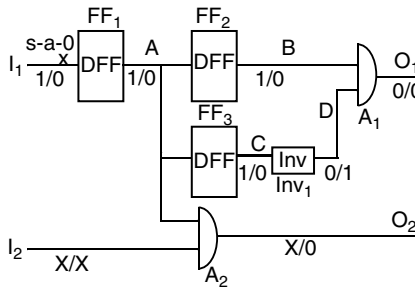 FF1 FF2
s-a-0 A B
x
I1 DFF DFF O1
1/0 1/0 1/0 0/0
FF3 D A1
DFF C Inv
1/0 Inv1 0/1
I2 O2
X/X A2 X/0